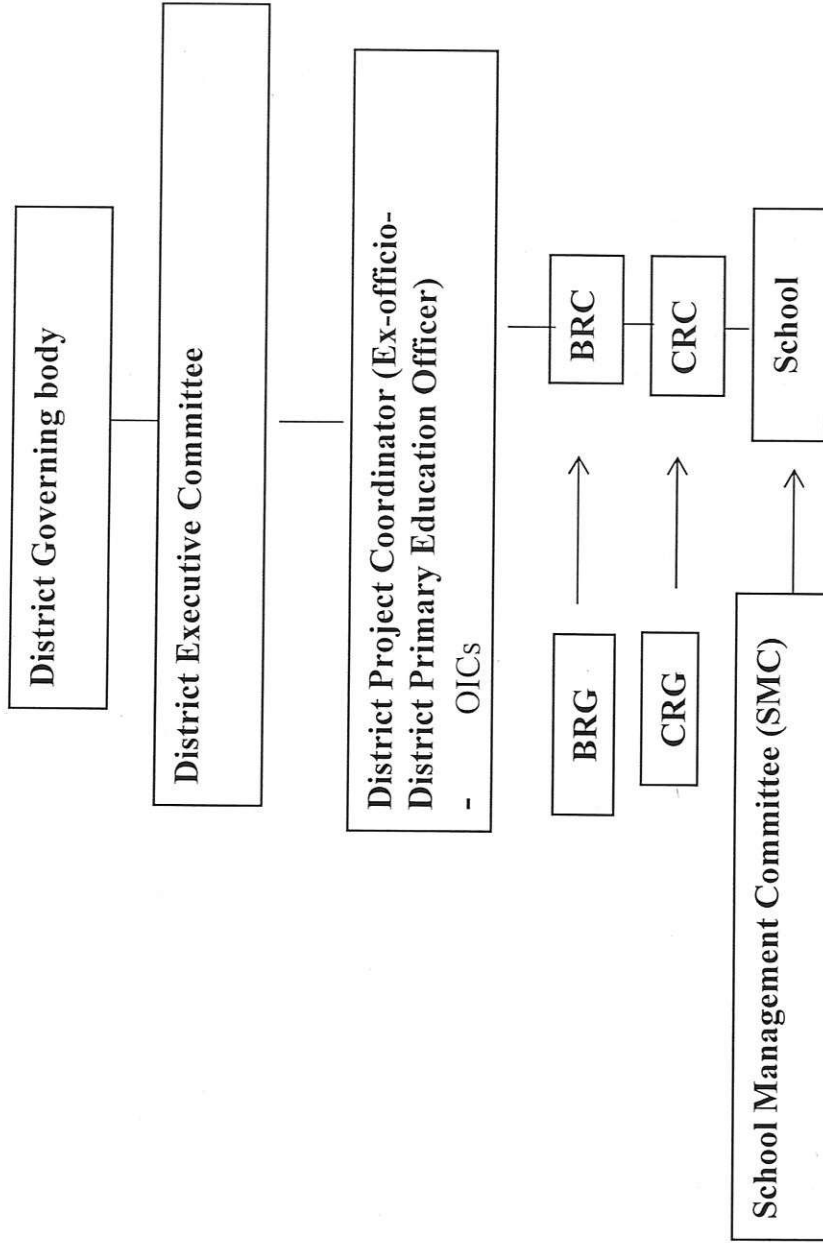 District Governing body
District Executive Committee
District Project Coordinator (Ex-officio-
District Primary Education Officer)
- OICs
BRG
BRC
CRG
CRC
School Management Committee (SMC)
School